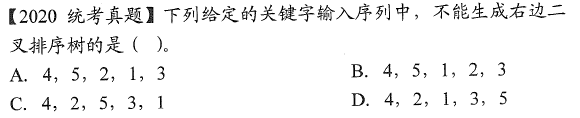 【2020 统考真题】下列给定的关键字输入序列中，不能生成右边二
叉排序树的是（ ）。
A. 4，5，2，1，3 B. 4，5，1，2，3
C. 4，2，5，3，1 D. 4，2，1，3，5